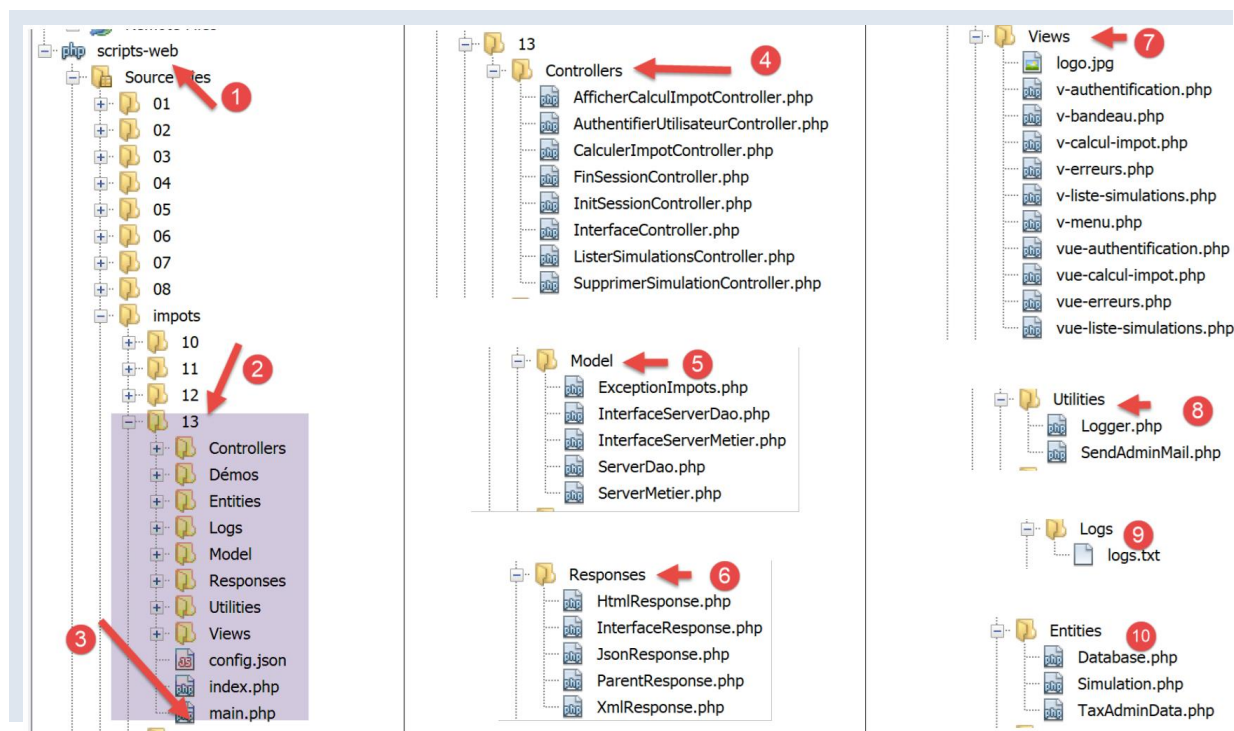 Remote Files
scripts-web
Source Files
1
01
02
03
04
05
06
07
08
impots
10
11
12
2
13
Controllers
Démos
Entities
Logs
Model
Responses
Utilities
3
Views
config.json
index.php
main.php
13
Controllers
4
AfficherCalculImpotController.php
AuthentifierUtilisateurController.php
CalculerImpotController.php
FinSessionController.php
InitSessionController.php
InterfaceController.php
ListerSimulationsController.php
SupprimerSimulationController.php
Model
5
ExceptionImpots.php
InterfaceServerDao.php
InterfaceServerMetier.php
ServerDao.php
ServerMetier.php
Responses
6
HtmlResponse.php
InterfaceResponse.php
JsonResponse.php
ParentResponse.php
XmlResponse.php
Views
7
logo.jpg
v-authentification.php
v-bandeau.php
v-calcul-impot.php
v-erreurs.php
v-liste-simulations.php
v-menu.php
vue-authentification.php
vue-calcul-impot.php
vue-erreurs.php
vue-liste-simulations.php
Utilities
8
Logger.php
SendAdminMail.php
Logs
9
logs.txt
Entities
10
Database.php
Simulation.php
TaxAdminData.php